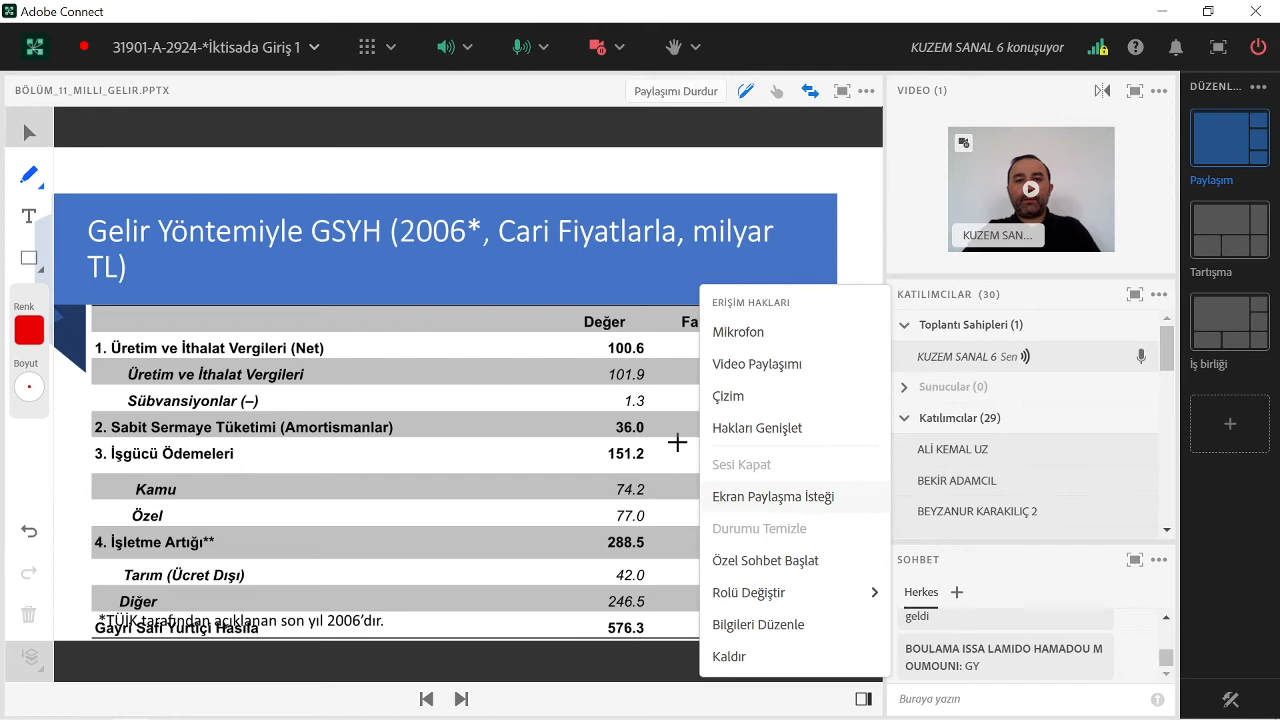 Adobe Connect
31901-A-2924-*İktisada Giriş 1
KUZEM SANAL 6 konuşuyor
BÖLÜM_11_MILLI_GELIR.PPTX
Paylaşımı Durdur
Gelir Yöntemiyle GSYH (2006*, Cari Fiyatlarla, milyar
TL)
Değer Fa
1. Üretim ve İthalat Vergileri (Net) 100.6
Üretim ve İthalat Vergileri 101.9
Sübvansiyonlar (–) 1.3
2. Sabit Sermaye Tüketimi (Amortismanlar) 36.0
3. İşgücü Ödemeleri 151.2
Kamu 74.2
Özel 77.0
4. İşletme Artığı** 288.5
Tarım (Ücret Dışı) 42.0
Diğer 246.5
*TÜİK tarafından açıklanan son yıl 2006’dır.
Gayri Safi Yurtiçi Hasıla 576.3
Renk
Boyut
ERİŞİM HAKLARI
Mikrofon
Video Paylaşımı
Çizim
Hakları Genişlet
Sesi Kapat
Ekran Paylaşma İsteği
Durumu Temizle
Özel Sohbet Başlat
Rolü Değiştir
Bilgileri Düzenle
Kaldır
VIDEO (1)
KUZEM SAN...
KATILIMCILAR (30)
Toplantı Sahipleri (1)
KUZEM SANAL 6 Sen
Sunucular (0)
Katılımcılar (29)
ALİ KEMAL UZ
BEKİR ADAMCIL
BEYZANUR KARAKILIÇ 2
SOHBET
Herkes
geldi
BOULAMA ISSA LAMIDO HAMADOU M
OUMOUNI: GY
Buraya yazın
DÜZENL...
Paylaşım
Tartışma
İş birliği